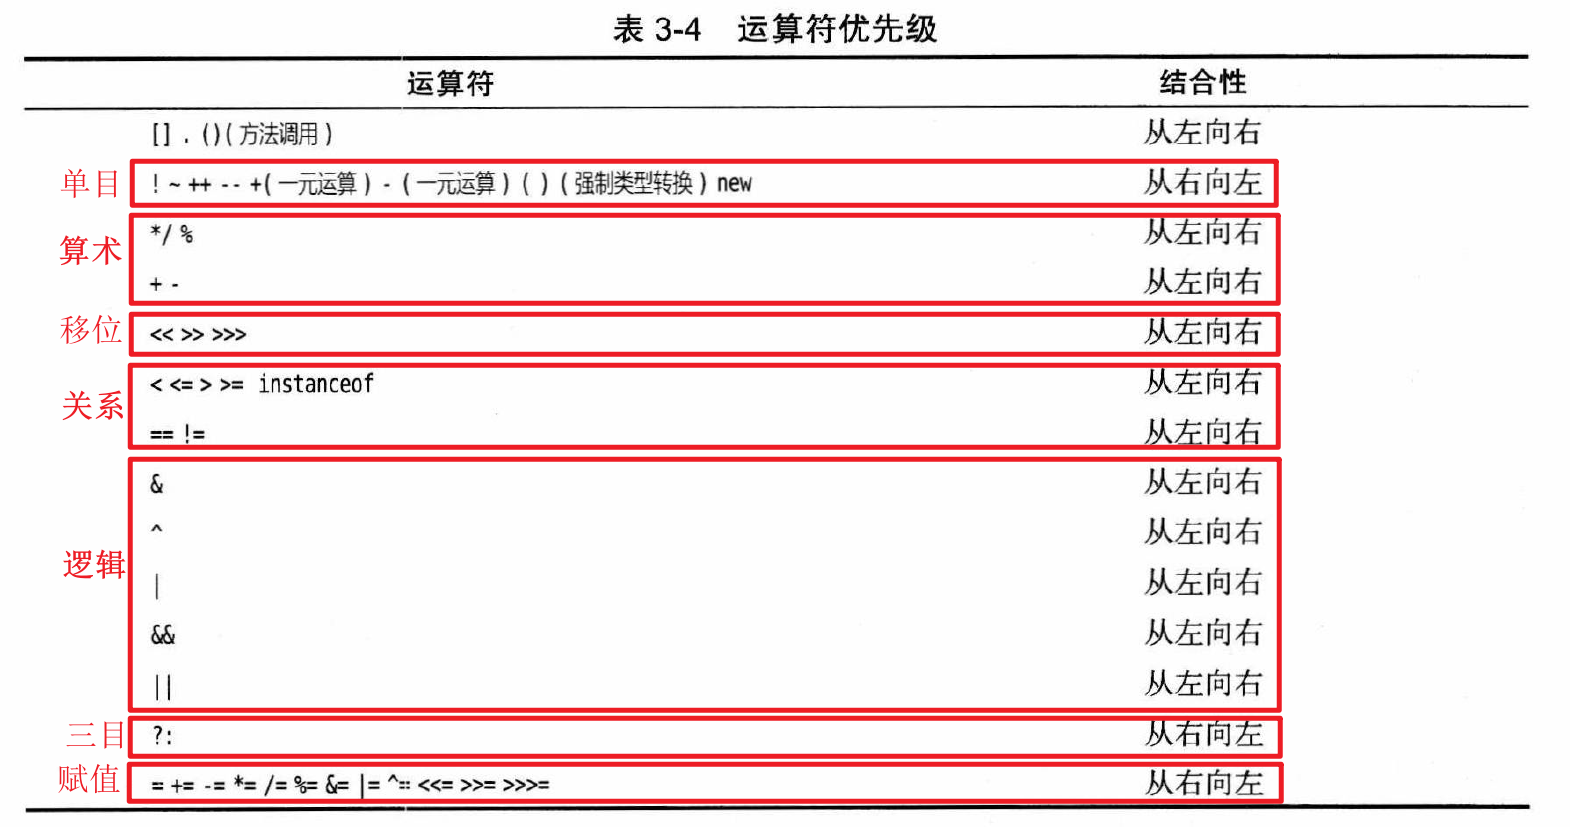 表 3-4 运算符优先级
运算符 结合性
[] . ()(方法调用) 从左向右
单目 ! ~ ++ -- +(一元运算) -(一元运算) ()(强制类型转换) new 从右向左
算术
*/ % 从左向右
+ - 从左向右
移位 << >> >>> 从左向右
关系
< <= > >= instanceof 从左向右
== != 从左向右
逻辑
& 从左向右
^ 从左向右
| 从左向右
&& 从左向右
|| 从左向右
三目 ?: 从右向左
赋值 = += -= *= /= %= &= |= ^= <<= >>= >>>= 从右向左